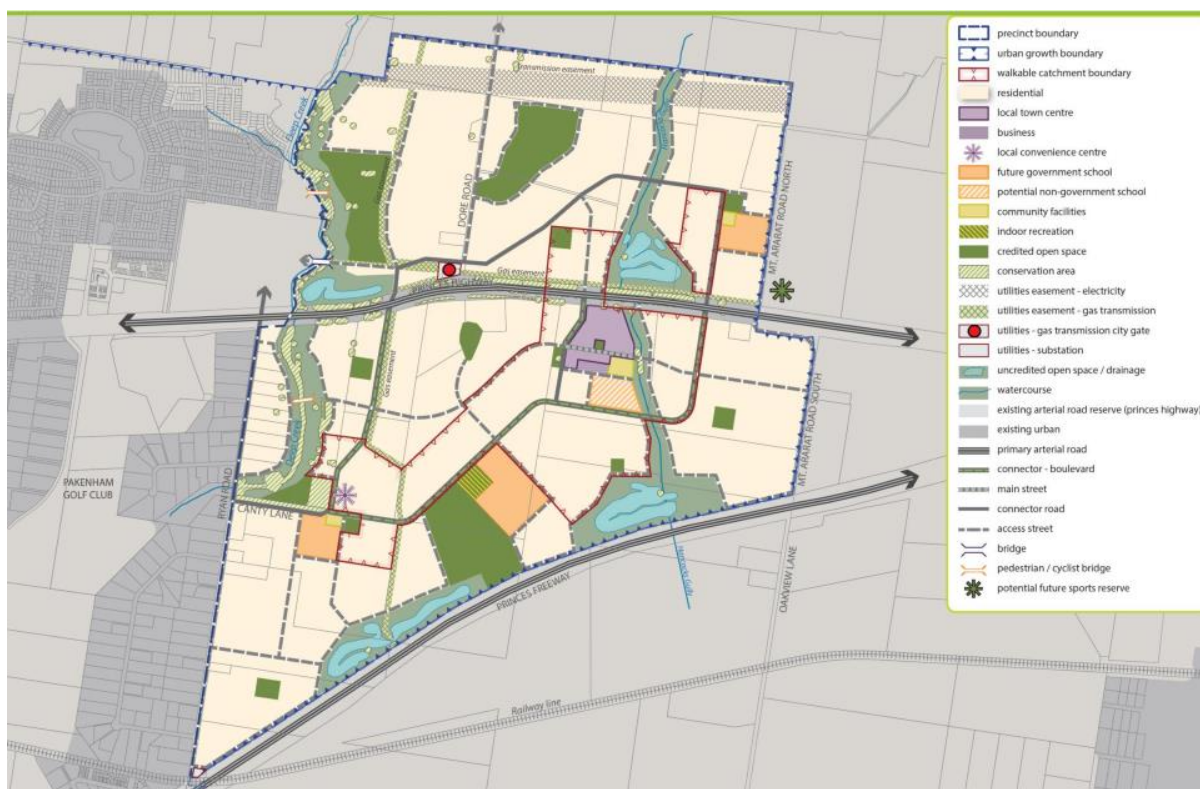 Transmission easement
Deep Creek
DORE ROAD
MT. ARARAT ROAD NORTH
Gas easement
Gas easement
PAKENHAM
GOLF CLUB
RYAN ROAD
CANTY LANE
MT. ARARAT ROAD SOUTH
PRINCES FREEWAY
OAKVIEW LANE
Railway line
precinct boundary
urban growth boundary
walkable catchment boundary
residential
local town centre
business
local convenience centre
future government school
potential non-government school
community facilities
indoor recreation
credited open space
conservation area
utilities easement - electricity
utilities easement - gas transmission
utilities - gas transmission city gate
utilities - substation
uncredited open space / drainage
watercourse
existing arterial road reserve (princes highway)
existing urban
primary arterial road
connector - boulevard
main street
connector road
access street
bridge
pedestrian / cyclist bridge
potential future sports reserve